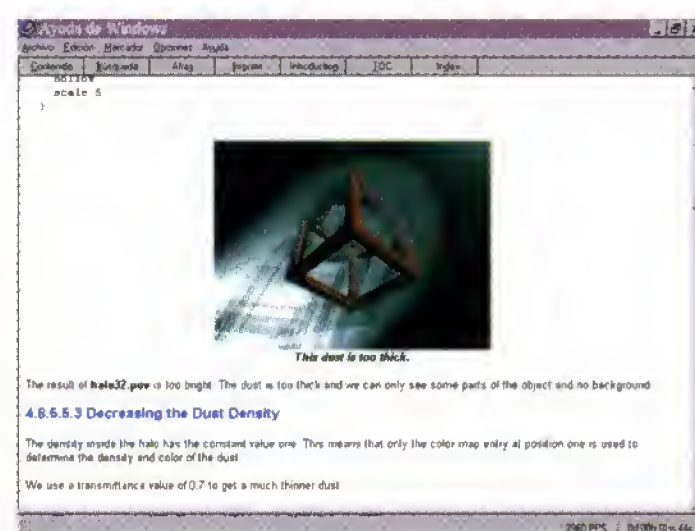 Ayuda de Windows
Archivo Edición Marcador Opciones Ayuda
Contenido Búsqueda Atrás Imprimir Introduction TOC Index
hollow
scale 5
}
This dust is too thick.
The result of halo32.pov is too bright. The dust is too thick and we can only see some parts of the object and no background.
4.8.5.5.3 Decreasing the Dust Density
The density inside the halo has the constant value one. This means that only the color map entry at position one is used to
determine the density and color of the dust.
We use a transmittance value of 0.7 to get a much thinner dust.